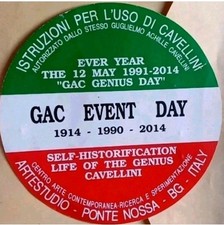 ISTRUZIONI PER L'USO DI CAVELLINI
AUTORIZZATO DALLO STESSO GUGLIELMO ACHILLE CAVELLINI
EVER YEAR
THE 12 MAY 1991-2014
"GAC GENIUS DAY"
GAC EVENT DAY
1914 - 1990 - 2014
SELF-HISTORIFICATION
LIFE OF THE GENIUS
CAVELLINI
CENTRO ARTE CONTEMPORANEA-RICERCA E SPERIMENTAZIONE
ARTESTUDIO - PONTE NOSSA - BG - ITALY